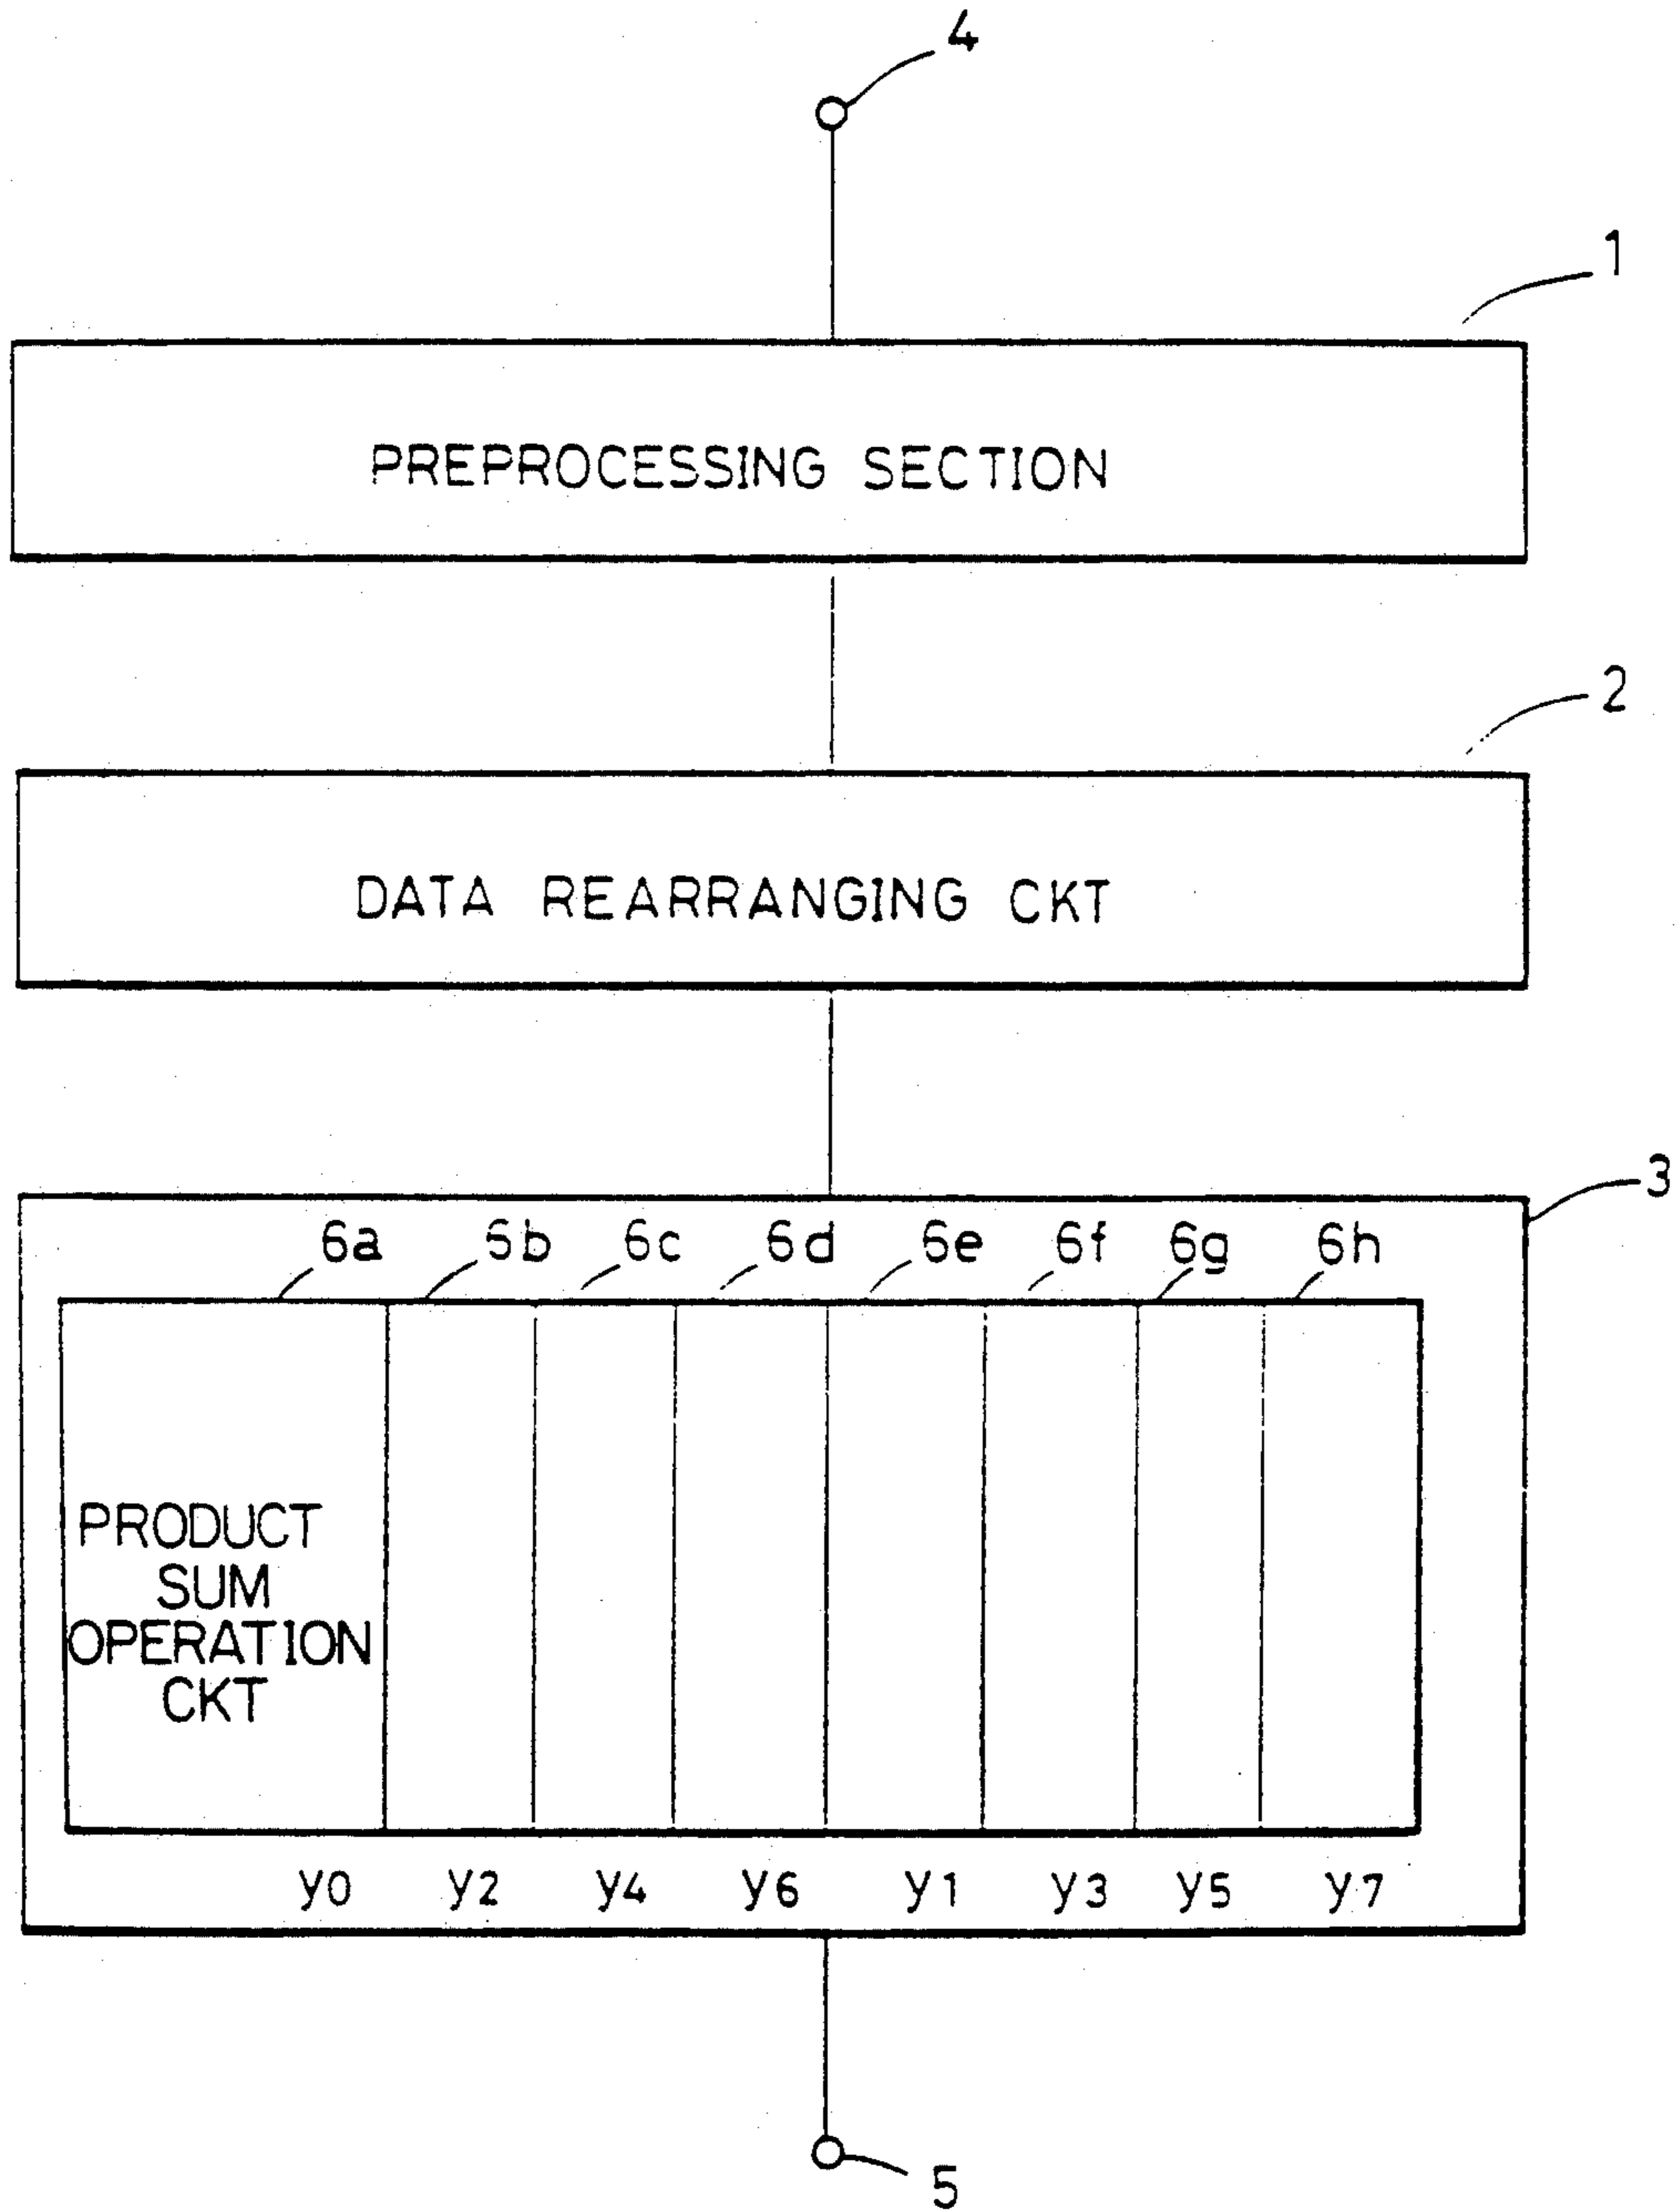 4
1
PREPROCESSING SECTION
2
DATA REARRANGING CKT
3
6a 6b 6c 6d 6e 6f 6g 6h
PRODUCT
SUM
OPERATION
CKT
y0 y2 y4 y6 y1 y3 y5 y7
5